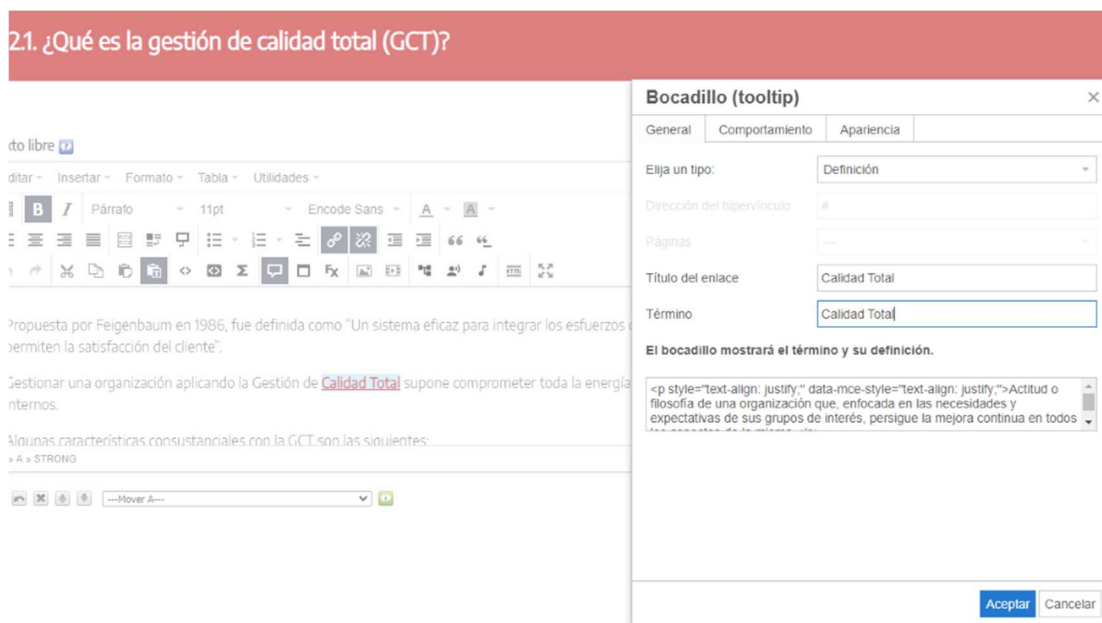 2.1. ¿Qué es la gestión de calidad total (GCT)?
Bocadillo (tooltip)
General Comportamiento Apariencia
xto libre
ditar Insertar Formato Tabla Utilidades
B I Párrafo 11pt Encode Sans A A
Elija un tipo: Definición
Dirección del hipervínculo #
Páginas ---
Título del enlace Calidad Total
Término Calidad Total
El bocadillo mostrará el término y su definición.
<p style="text-align: justify;" data-mce-style="text-align: justify;">Actitud o
filosofía de una organización que, enfocada en las necesidades y
expectativas de sus grupos de interés, persigue la mejora continua en todos
Propuesta por Feigenbaum en 1986, fue definida como “Un sistema eficaz para integrar los esfuerzos
permiten la satisfacción del cliente”.
Gestionar una organización aplicando la Gestión de Calidad Total supone comprometer toda la energía
nternos.
Algunas características consustanciales con la GCT son las siguientes:
» A » STRONG
---Mover A---
Aceptar Cancelar